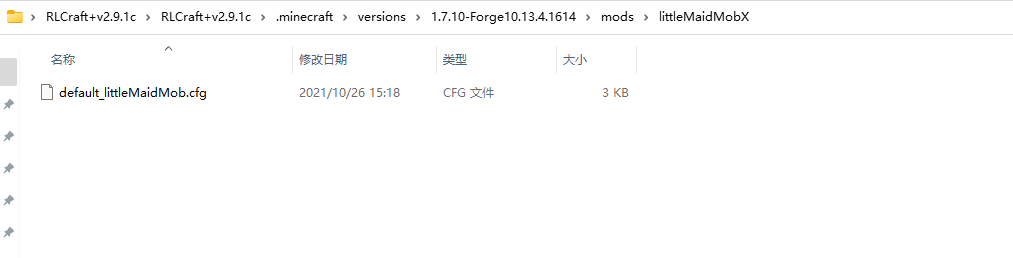 RLCraft+v2.9.1c > RLCraft+v2.9.1c > .minecraft > versions > 1.7.10-Forge10.13.4.1614 > mods > littleMaidMobX
名称 修改日期 类型 大小
default_littleMaidMob.cfg 2021/10/26 15:18 CFG 文件 3 KB